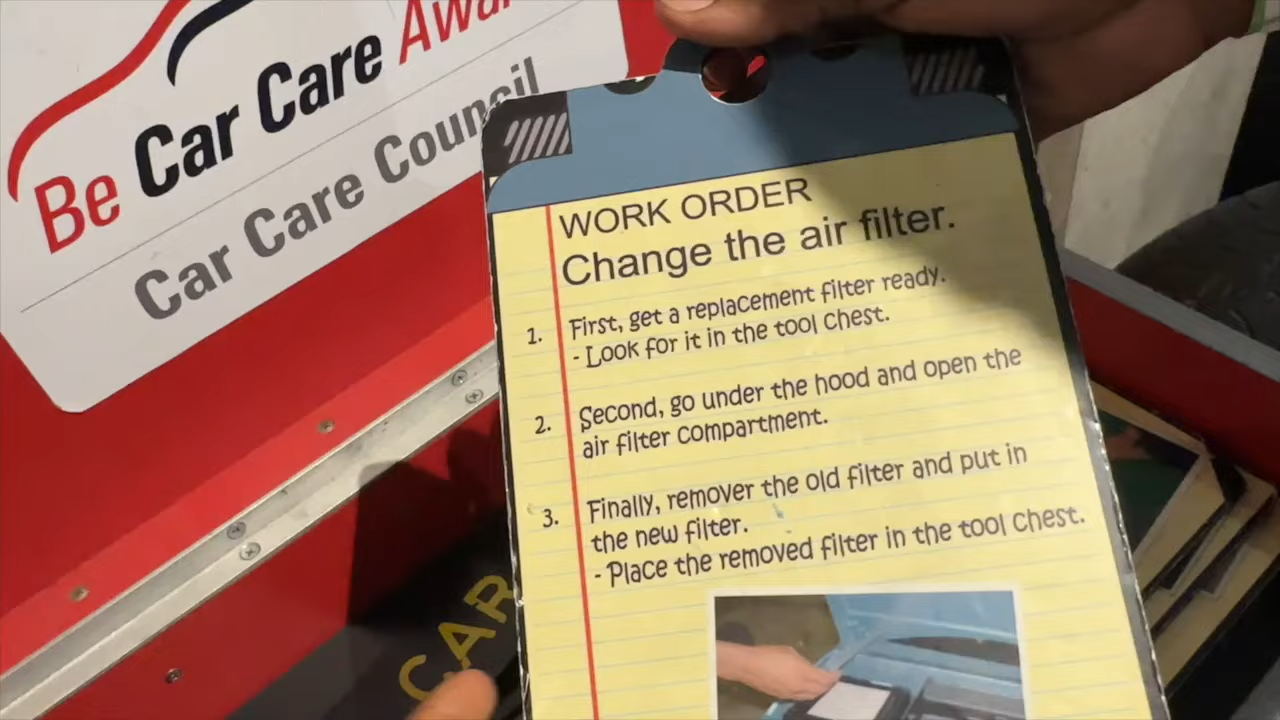 Be Car Care
Car Care Council
WORK ORDER
Change the air filter.
1. First, get a replacement filter ready.
- Look for it in the tool chest.
2. Second, go under the hood and open the
air filter compartment.
3. Finally, remover the old filter and put in
the new filter.
- Place the removed filter in the tool chest.
CAR